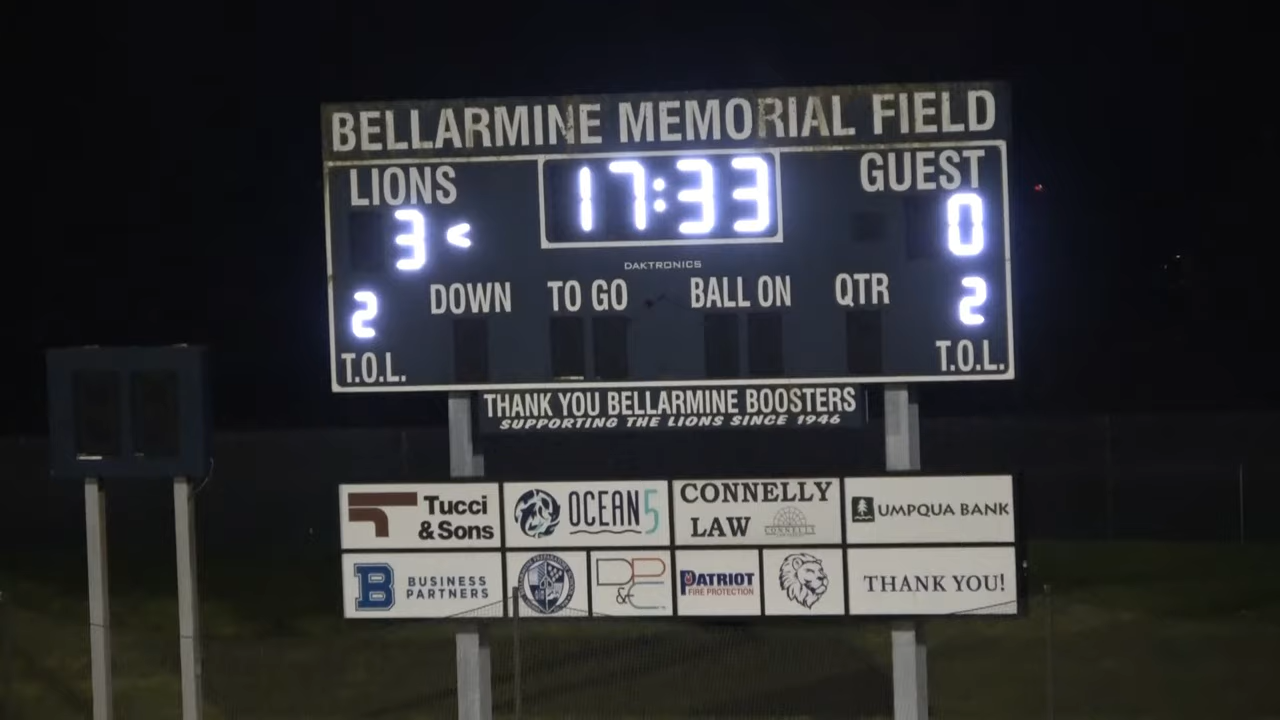 BELLARMINE MEMORIAL FIELD
LIONS
17:33
GUEST
3 <
0
DAKTRONICS
DOWN TO GO BALL ON QTR
2
2
T.O.L.
T.O.L.
THANK YOU BELLARMINE BOOSTERS
SUPPORTING THE LIONS SINCE 1946
Tucci
& Sons
OCEAN5
CONNELLY
LAW
CONNELLY
UMPQUA BANK
B BUSINESS
PARTNERS
DP
&C
PATRIOT
FIRE PROTECTION
THANK YOU!